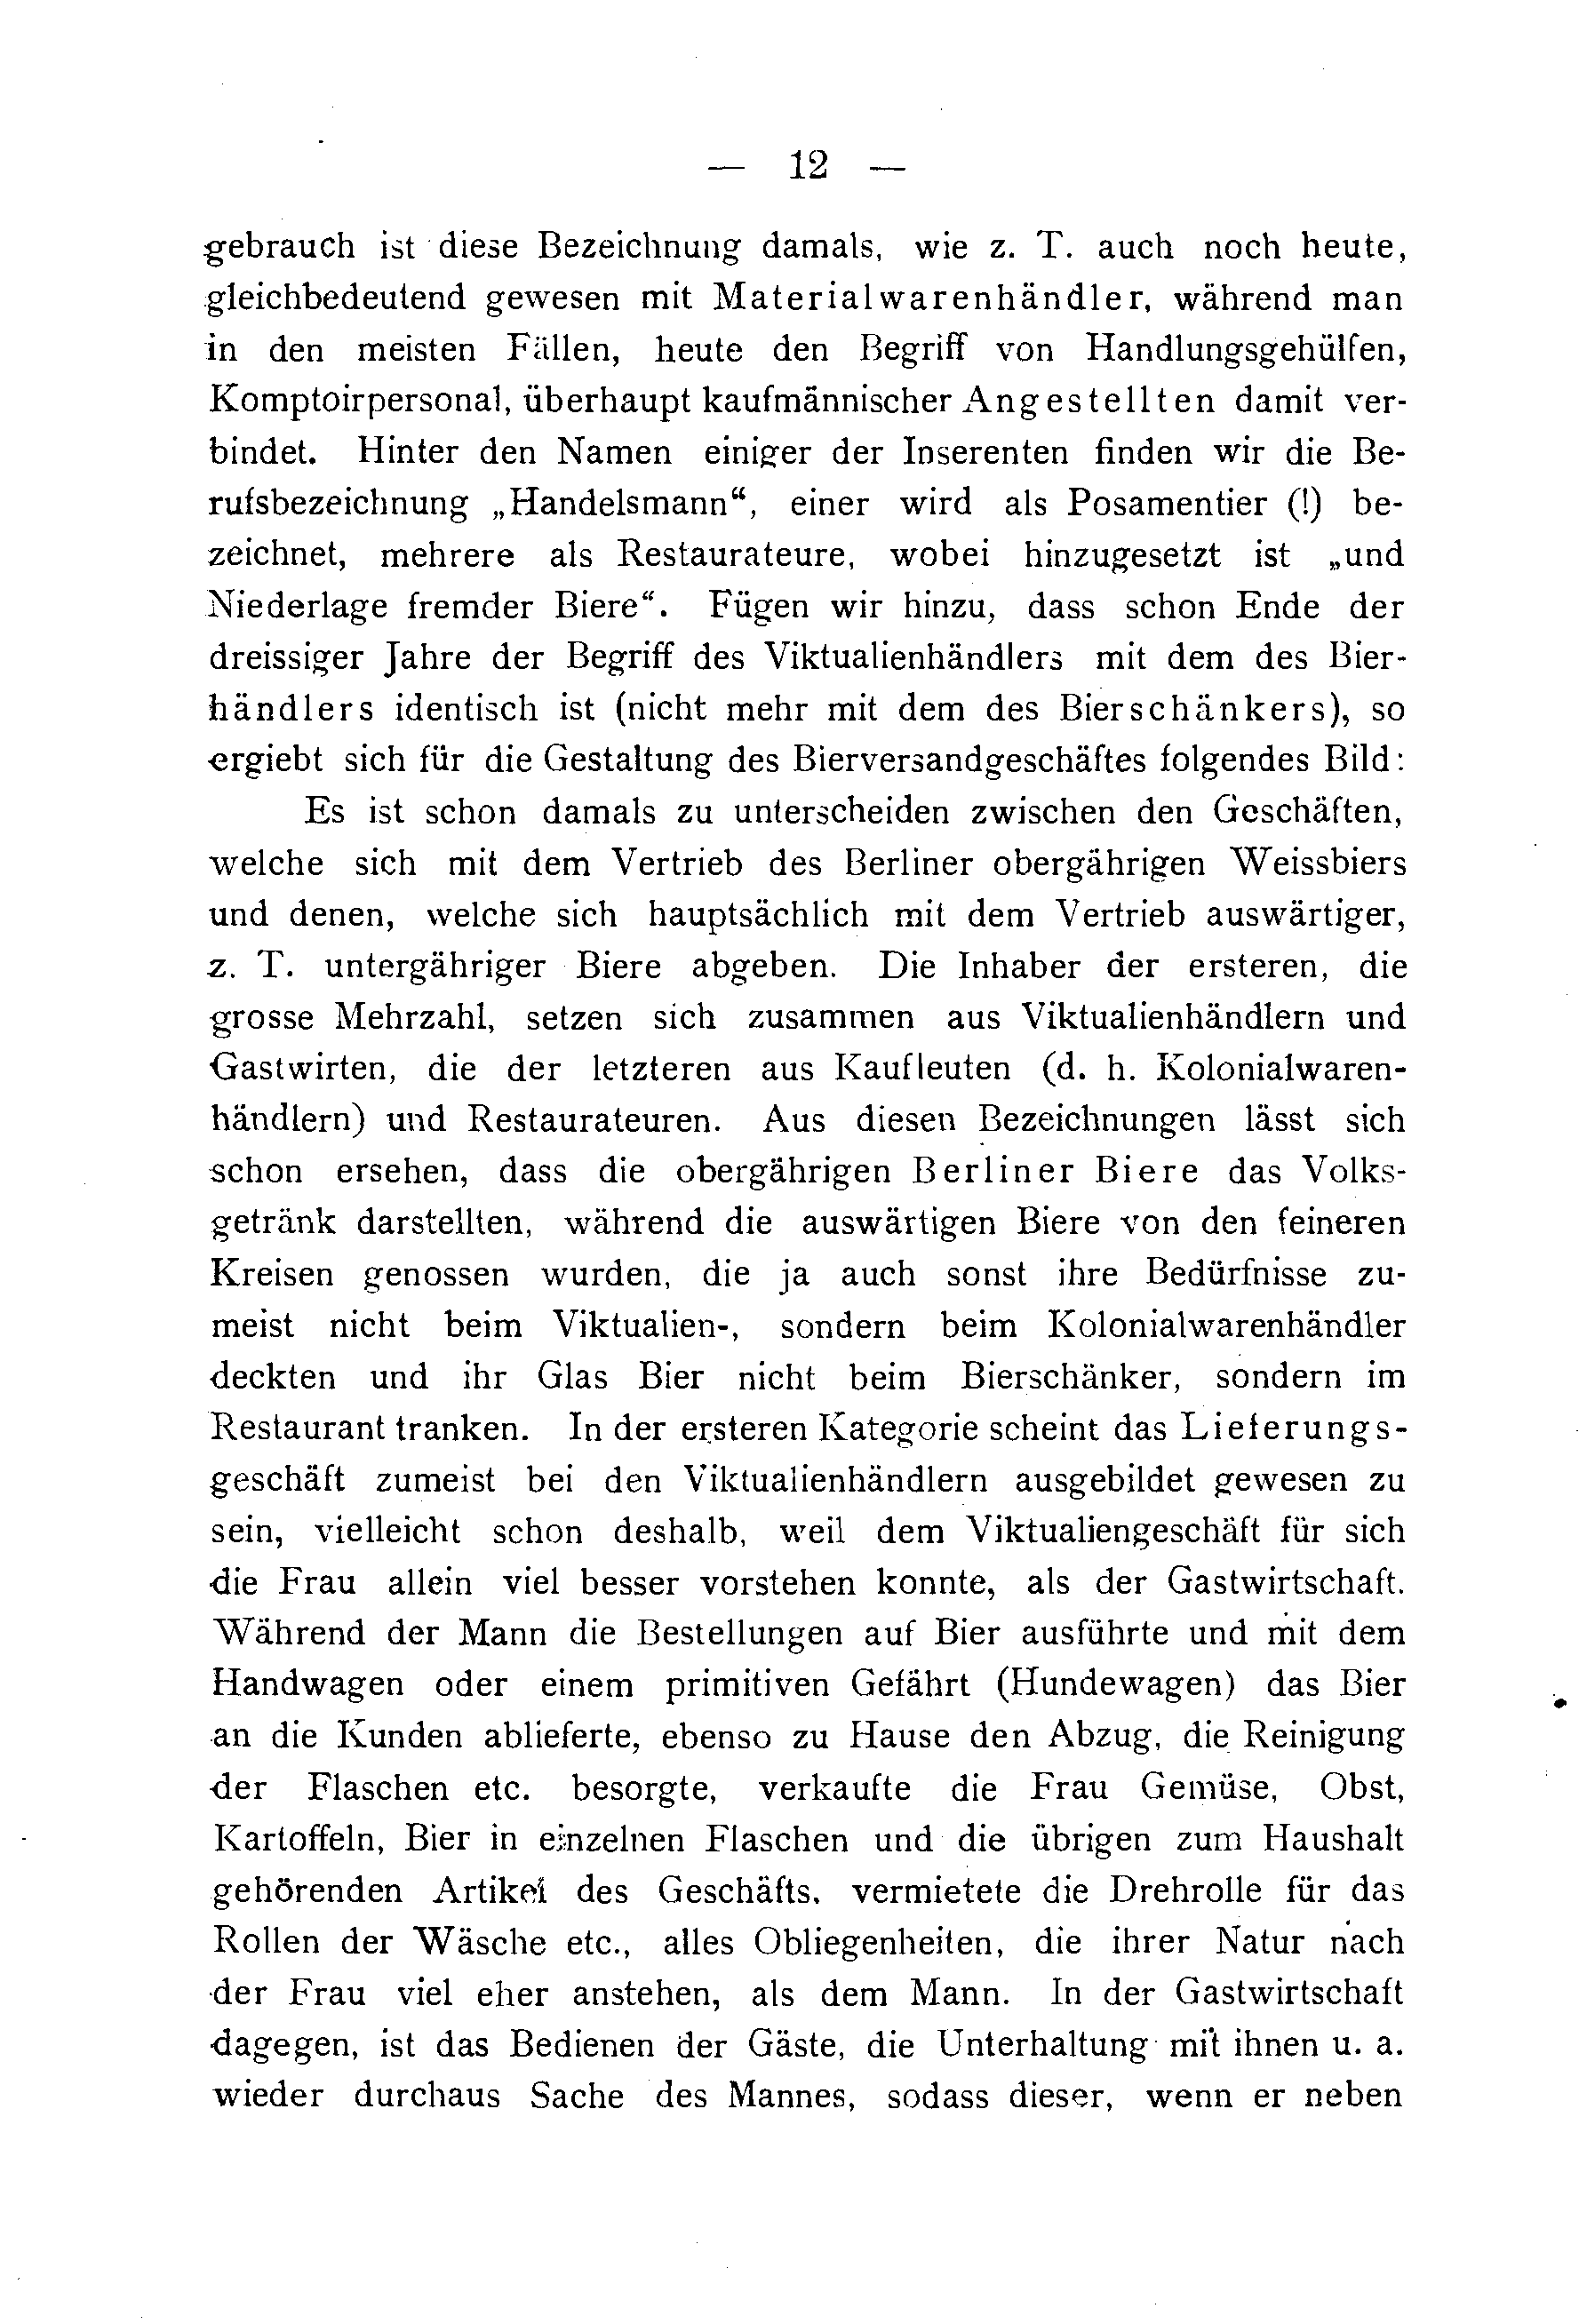 — 12 —
gebrauch ist diese Bezeichnung damals, wie z. T. auch noch heute,
gleichbedeutend gewesen mit Materialwarenhändler, während man
in den meisten Fällen, heute den Begriff von Handlungsgehülfen,
Komptoirpersonal, überhaupt kaufmännischer Angestellten damit ver-
bindet. Hinter den Namen einiger der Inserenten finden wir die Be-
rufsbezeichnung „Handelsmann“, einer wird als Posamentier (!) be-
zeichnet, mehrere als Restaurateure, wobei hinzugesetzt ist „und
Niederlage fremder Biere“. Fügen wir hinzu, dass schon Ende der
dreissiger Jahre der Begriff des Viktualienhändlers mit dem des Bier-
händlers identisch ist (nicht mehr mit dem des Bierschänkers), so
ergiebt sich für die Gestaltung des Bierversandgeschäftes folgendes Bild:
Es ist schon damals zu unterscheiden zwischen den Geschäften,
welche sich mit dem Vertrieb des Berliner obergährigen Weissbiers
und denen, welche sich hauptsächlich mit dem Vertrieb auswärtiger,
z. T. untergähriger Biere abgeben. Die Inhaber der ersteren, die
grosse Mehrzahl, setzen sich zusammen aus Viktualienhändlern und
Gastwirten, die der letzteren aus Kaufleuten (d. h. Kolonialwaren-
händlern) und Restaurateuren. Aus diesen Bezeichnungen lässt sich
schon ersehen, dass die obergährigen Berliner Biere das Volks-
getränk darstellten, während die auswärtigen Biere von den feineren
Kreisen genossen wurden, die ja auch sonst ihre Bedürfnisse zu-
meist nicht beim Viktualien-, sondern beim Kolonialwarenhändler
deckten und ihr Glas Bier nicht beim Bierschänker, sondern im
Restaurant tranken. In der ersteren Kategorie scheint das Lieferungs-
geschäft zumeist bei den Viktualienhändlern ausgebildet gewesen zu
sein, vielleicht schon deshalb, weil dem Viktualiengeschäft für sich
die Frau allein viel besser vorstehen konnte, als der Gastwirtschaft.
Während der Mann die Bestellungen auf Bier ausführte und mit dem
Handwagen oder einem primitiven Gefährt (Hundewagen) das Bier
an die Kunden ablieferte, ebenso zu Hause den Abzug, die Reinigung
der Flaschen etc. besorgte, verkaufte die Frau Gemüse, Obst,
Kartoffeln, Bier in einzelnen Flaschen und die übrigen zum Haushalt
gehörenden Artikel des Geschäfts, vermietete die Drehrolle für das
Rollen der Wäsche etc., alles Obliegenheiten, die ihrer Natur nach
der Frau viel eher anstehen, als dem Mann. In der Gastwirtschaft
dagegen, ist das Bedienen der Gäste, die Unterhaltung mit ihnen u. a.
wieder durchaus Sache des Mannes, sodass dieser, wenn er neben